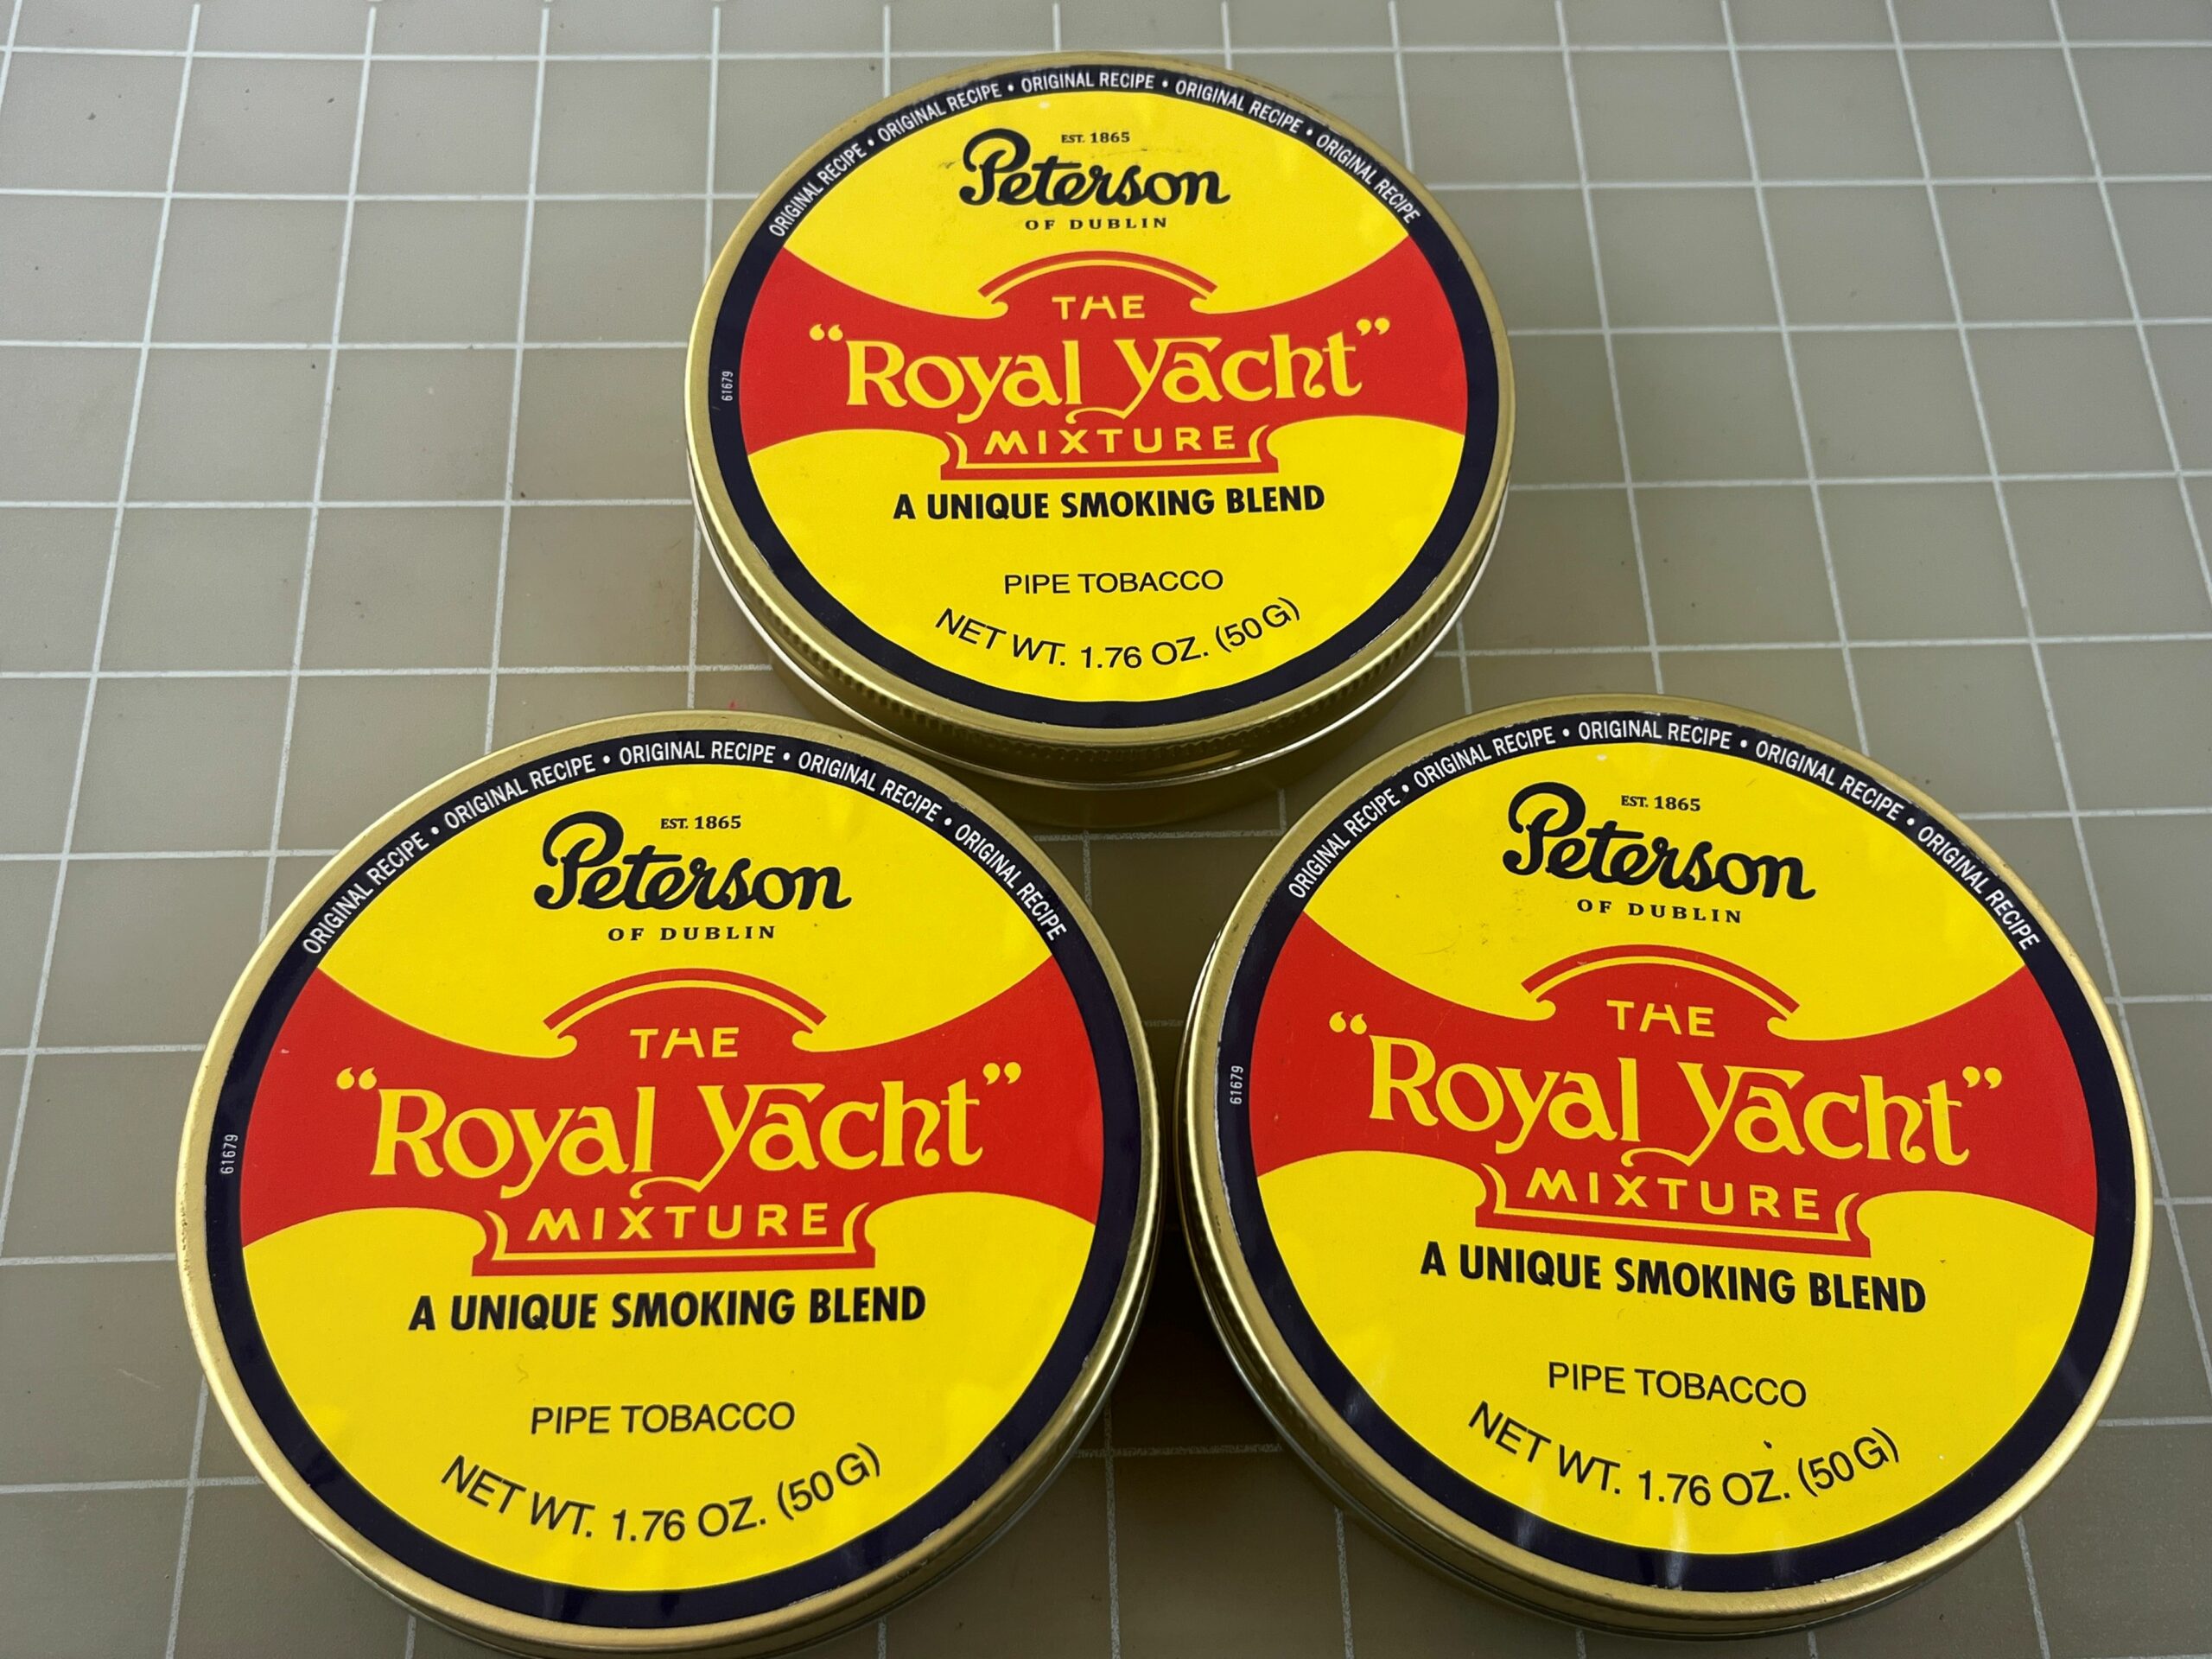 ORIGINAL RECIPE • ORIGINAL RECIPE • ORIGINAL RECIPE • ORIGINAL RECIPE • ORIGINAL RECIPE
EST. 1865
Peterson
OF DUBLIN
THE
“Royal Yacht”
MIXTURE
61679
A UNIQUE SMOKING BLEND
PIPE TOBACCO
NET WT. 1.76 OZ. (50 G)
ORIGINAL RECIPE • ORIGINAL RECIPE • ORIGINAL RECIPE • ORIGINAL RECIPE • ORIGINAL RECIPE
EST. 1865
Peterson
OF DUBLIN
THE
“Royal Yacht”
MIXTURE
61679
A UNIQUE SMOKING BLEND
PIPE TOBACCO
NET WT. 1.76 OZ. (50 G)
ORIGINAL RECIPE • ORIGINAL RECIPE • ORIGINAL RECIPE • ORIGINAL RECIPE • ORIGINAL RECIPE
EST. 1865
Peterson
OF DUBLIN
THE
“Royal Yacht”
MIXTURE
61679
A UNIQUE SMOKING BLEND
PIPE TOBACCO
NET WT. 1.76 OZ. (50 G)